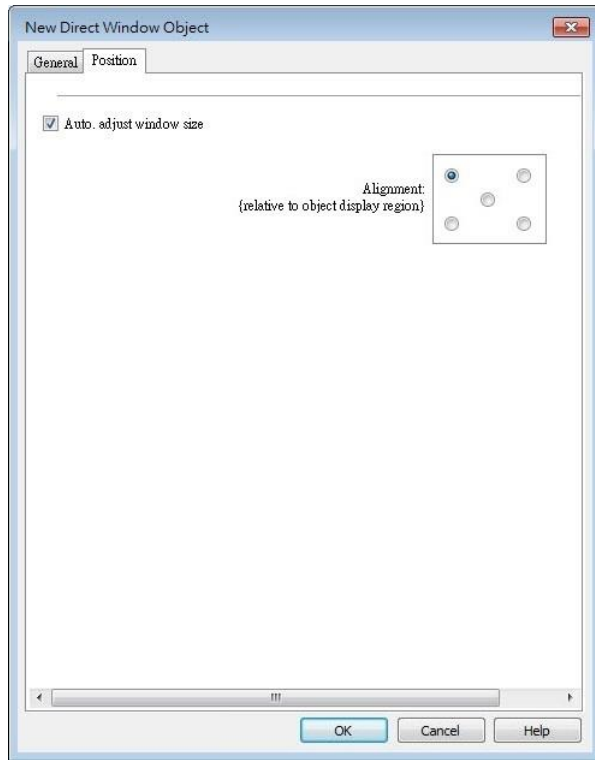 New Direct Window Object
General Position
Auto. adjust window size
Alignment:
{relative to object display region}
OK Cancel Help